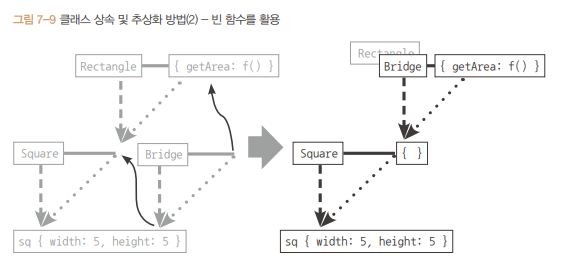 그림 7-9 클래스 상속 및 추상화 방법(2) - 빈 함수를 활용
Rectangle
{ getArea: f() }
Square
Bridge
sq { width: 5, height: 5 }
Rectangle
Bridge
{ getArea: f() }
Square
{ }
sq { width: 5, height: 5 }